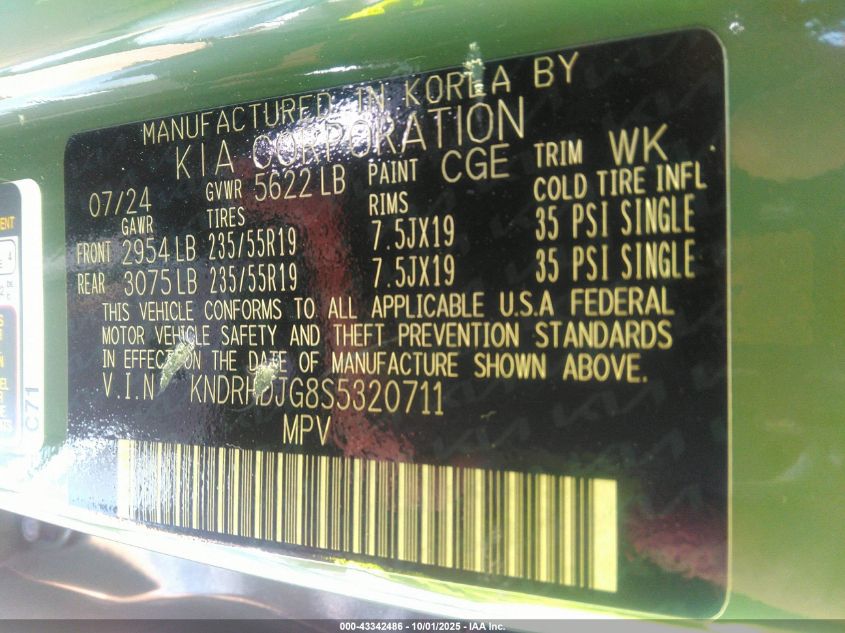 MANUFACTURED IN KOREA BY
KIA CORPORATION
07/24 GVWR 5622 LB PAINT CGE TRIM WK
GAWR TIRES RIMS COLD TIRE INFL
FRONT 2954 LB 235/55R19 7.5JX19 35 PSI SINGLE
REAR 3075 LB 235/55R19 7.5JX19 35 PSI SINGLE
THIS VEHICLE CONFORMS TO ALL APPLICABLE U.S.A FEDERAL
MOTOR VEHICLE SAFETY AND THEFT PREVENTION STANDARDS
IN EFFECT ON THE DATE OF MANUFACTURE SHOWN ABOVE.
V.I.N KNDRHDJG8S5320711
MPV
C71
000-43342486 - 10/01/2025 - IAA Inc.